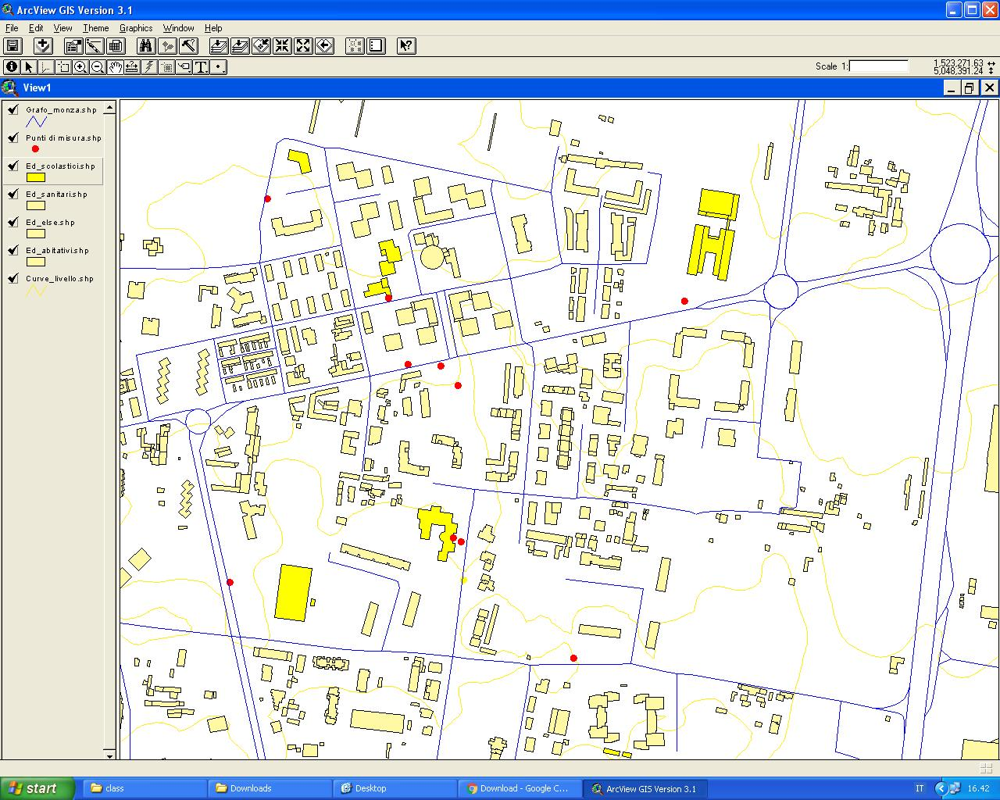 ArcView GIS Version 3.1
File Edit View Theme Graphics Window Help
Scale 1: 1,523,271.63
5,048,391.24
View1
Grafo_monza.shp
Punti di misura.shp
Ed_scolastici.shp
Ed_sanitari.shp
Ed_else.shp
Ed_abitativi.shp
Curve_livello.shp
start class Downloads Desktop Download - Google C... ArcView GIS Version 3.1 IT 16.42